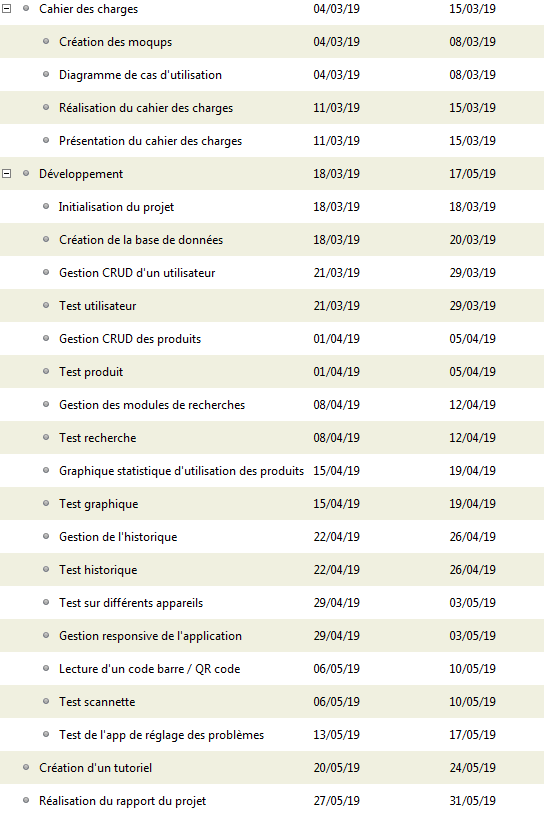 Cahier des charges 04/03/19 15/03/19
Création des moqups 04/03/19 08/03/19
Diagramme de cas d'utilisation 04/03/19 08/03/19
Réalisation du cahier des charges 11/03/19 15/03/19
Présentation du cahier des charges 11/03/19 15/03/19
Développement 18/03/19 17/05/19
Initialisation du projet 18/03/19 18/03/19
Création de la base de données 18/03/19 20/03/19
Gestion CRUD d'un utilisateur 21/03/19 29/03/19
Test utilisateur 21/03/19 29/03/19
Gestion CRUD des produits 01/04/19 05/04/19
Test produit 01/04/19 05/04/19
Gestion des modules de recherches 08/04/19 12/04/19
Test recherche 08/04/19 12/04/19
Graphique statistique d'utilisation des produits 15/04/19 19/04/19
Test graphique 15/04/19 19/04/19
Gestion de l'historique 22/04/19 26/04/19
Test historique 22/04/19 26/04/19
Test sur différents appareils 29/04/19 03/05/19
Gestion responsive de l'application 29/04/19 03/05/19
Lecture d'un code barre / QR code 06/05/19 10/05/19
Test scannette 06/05/19 10/05/19
Test de l'app de réglage des problèmes 13/05/19 17/05/19
Création d'un tutoriel 20/05/19 24/05/19
Réalisation du rapport du projet 27/05/19 31/05/19